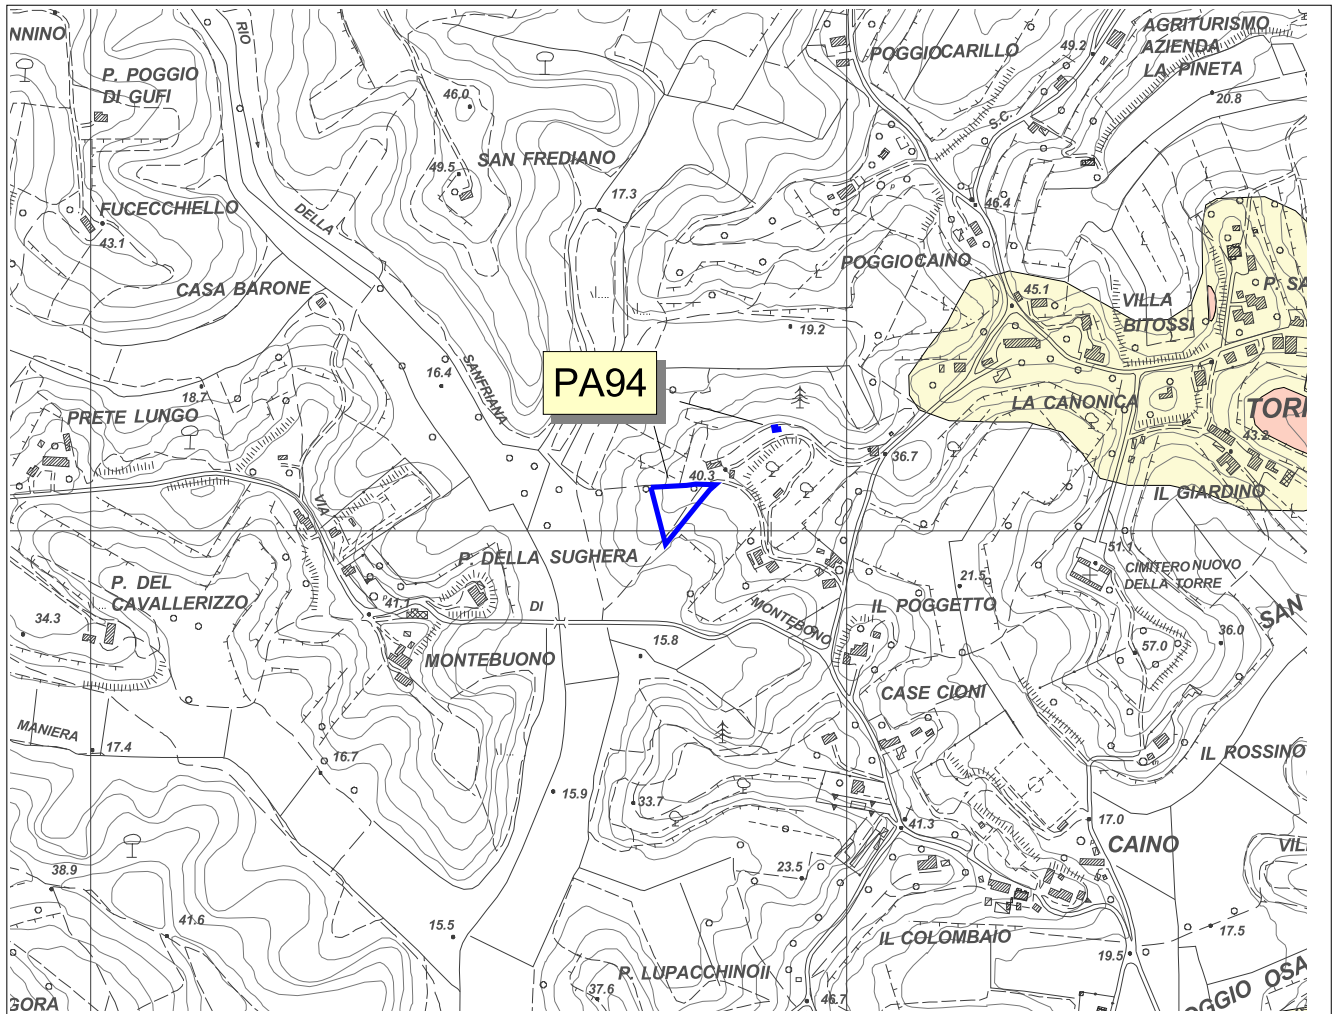 NNINO
RIO
POGGIO CARILLO
49.2
AGRITURISMO
AZIENDA
LA PINETA
P. POGGIO
DI GUFI
46.0
20.8
S.C.
SAN FREDIANO
49.5
17.3
46.4
FUCECCHIELLO
43.1
DELLA
POGGIO CAINO
CASA BARONE
45.1
VILLA
BITOSSI
P. SA
19.2
SANFRIANA
16.4
PA94
18.7
PRETE LUNGO
LA CANONICA
TORI
43.2
36.7
40.3
IL GIARDINO
VIA
P. DELLA SUGHERA
51.1
CIMITERO NUOVO
DELLA TORRE
P. DEL
CAVALLERIZZO
21.5
41.1
DI
MONTEBONO
IL POGGETTO
SAN
34.3
15.8
36.0
57.0
MONTEBUONO
CASE CIONI
MANIERA
17.4
16.7
IL ROSSINO
15.9
33.7
41.3
17.0
CAINO
VIL
38.9
23.5
41.6
15.5
IL COLOMBAIO
17.5
19.5
P. LUPACCHINO II
37.6
46.7
GORA
OGGIO OSA